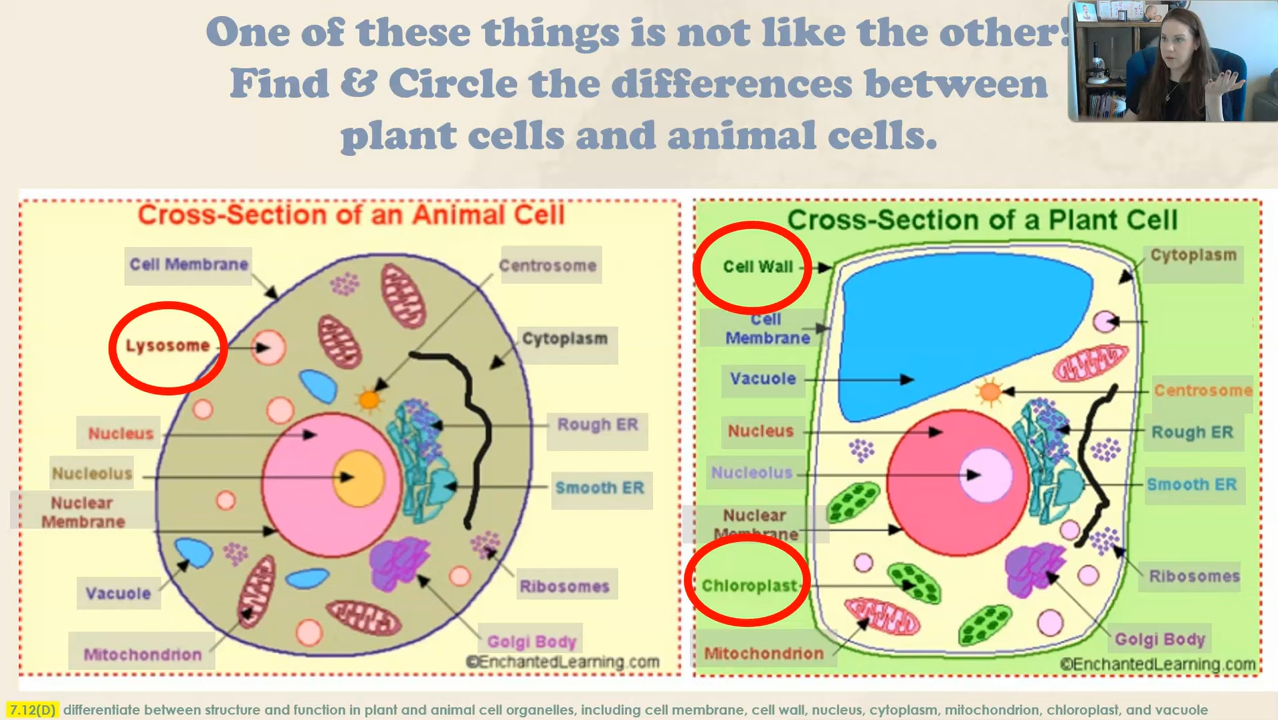 One of these things is not like the other!
Find & Circle the differences between
plant cells and animal cells.
Cross-Section of an Animal Cell
Cell Membrane
Centrosome
Lysosome
Cytoplasm
Nucleus
Rough ER
Nucleolus
Smooth ER
Nuclear
Membrane
Vacuole
Ribosomes
Mitochondrion
Golgi Body
©EnchantedLearning.com
Cross-Section of a Plant Cell
Cell Wall
Cytoplasm
Cell
Membrane
Vacuole
Centrosome
Nucleus
Rough ER
Nucleolus
Smooth ER
Nuclear
Membrane
Chloroplast
Ribosomes
Mitochondrion
Golgi Body
©EnchantedLearning.com
7.12(D) differentiate between structure and function in plant and animal cell organelles, including cell membrane, cell wall, nucleus, cytoplasm, mitochondrion, chloroplast, and vacuole